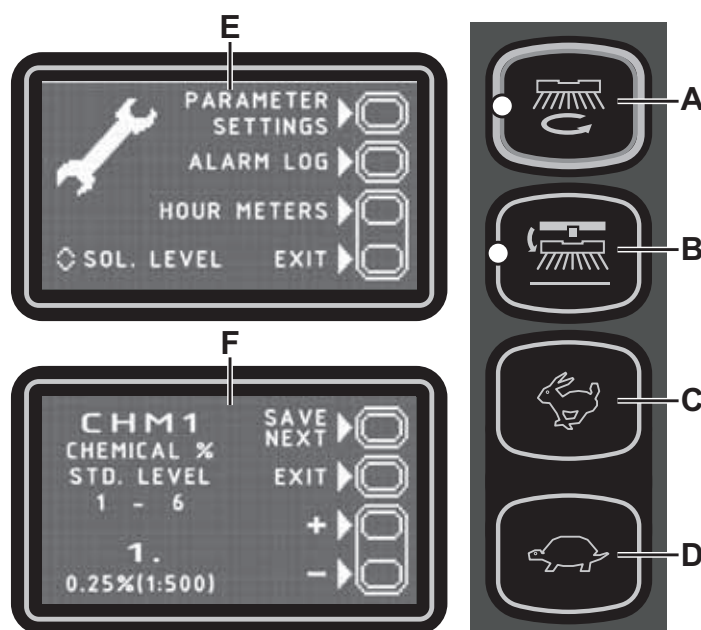 E
PARAMETER
SETTINGS
ALARM LOG
HOUR METERS
SOL. LEVEL EXIT
F
CHM1
CHEMICAL %
STD. LEVEL
1 - 6
1.
0.25%(1:500)
SAVE
NEXT
EXIT
+
-
A
B
C
D